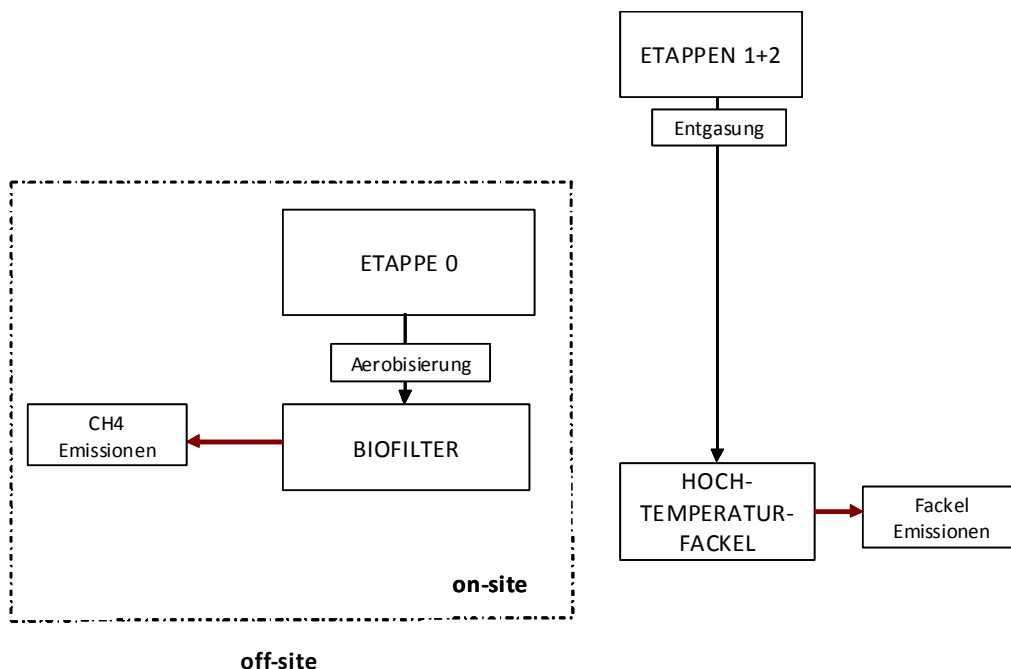 ETAPPEN 1+2
Entgasung
ETAPPE 0
Aerobisierung
CH4
Emissionen
BIOFILTER
HOCH-
TEMPERATUR-
FACKEL
Fackel
Emissionen
on-site
off-site